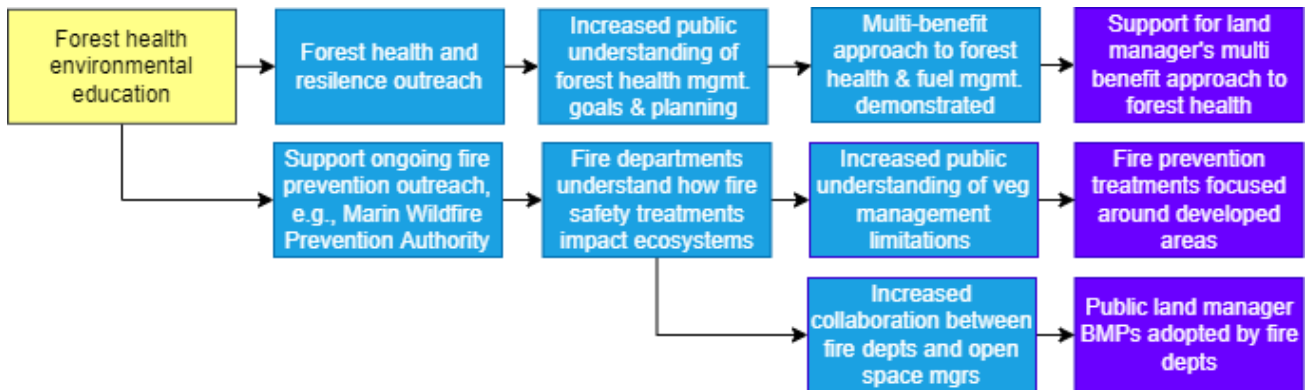 Forest health
environmental
education
Forest health and
resilence outreach
Increased public
understanding of
forest health mgmt.
goals & planning
Multi-benefit
approach to forest
health & fuel mgmt.
demonstrated
Support for land
manager's multi
benefit approach to
forest health
Support ongoing fire
prevention outreach,
e.g., Marin Wildfire
Prevention Authority
Fire departments
understand how fire
safety treatments
impact ecosystems
Increased public
understanding of veg
management
limitations
Fire prevention
treatments focused
around developed
areas
Increased
collaboration between
fire depts and open
space mgrs
Public land manager
BMPs adopted by fire
depts